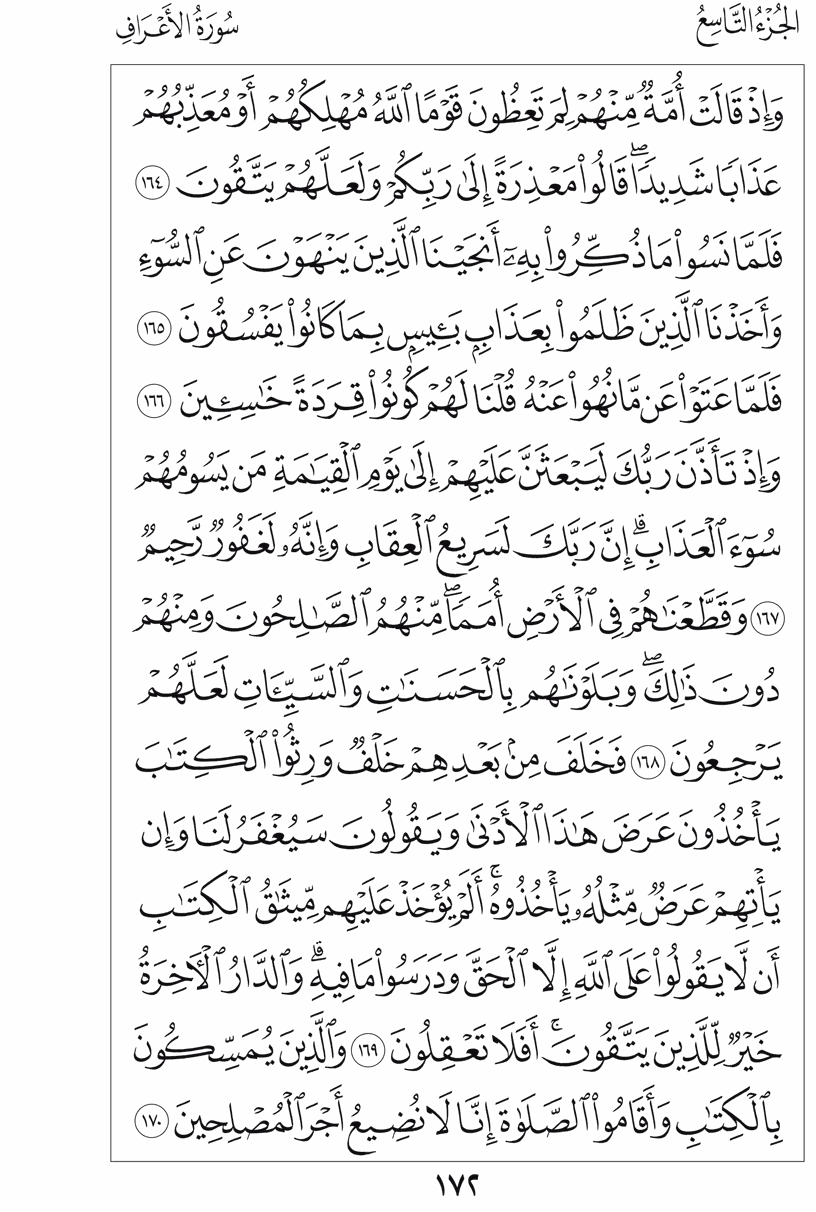 الجُزْءُ التَّاسِعُ
سُورَةُ الأَعْرَافِ
وَإِذۡ قَالَتۡ أُمَّةٞ مِّنۡهُمۡ لِمَ تَعِظُونَ قَوۡمًا ٱللَّهُ مُهۡلِكُهُمۡ أَوۡ مُعَذِّبُهُمۡ
عَذَابٗا شَدِيدٗاۖ قَالُواْ مَعۡذِرَةً إِلَىٰ رَبِّكُمۡ وَلَعَلَّهُمۡ يَتَّقُونَ ١٦٤
فَلَمَّا نَسُواْ مَا ذُكِّرُواْ بِهِۦٓ أَنجَيۡنَا ٱلَّذِينَ يَنۡهَوۡنَ عَنِ ٱلسُّوٓءِ
وَأَخَذۡنَا ٱلَّذِينَ ظَلَمُواْ بِعَذَابِۭ بَـِٔيسِۭ بِمَا كَانُواْ يَفۡسُقُونَ ١٦٥
فَلَمَّا عَتَوۡاْ عَن مَّا نُهُواْ عَنۡهُ قُلۡنَا لَهُمۡ كُونُواْ قِرَدَةً خَٰسِـِٔينَ ١٦٦
وَإِذۡ تَأَذَّنَ رَبُّكَ لَيَبۡعَثَنَّ عَلَيۡهِمۡ إِلَىٰ يَوۡمِ ٱلۡقِيَٰمَةِ مَن يَسُومُهُمۡ
سُوٓءَ ٱلۡعَذَابِۗ إِنَّ رَبَّكَ لَسَرِيعُ ٱلۡعِقَابِ وَإِنَّهُۥ لَغَفُورٞ رَّحِيمٞ
١٦٧ وَقَطَّعۡنَٰهُمۡ فِي ٱلۡأَرۡضِ أُمَمٗاۖ مِّنۡهُمُ ٱلصَّٰلِحُونَ وَمِنۡهُمۡ
دُونَ ذَٰلِكَۖ وَبَلَوۡنَٰهُم بِٱلۡحَسَنَٰتِ وَٱلسَّيِّـَٔاتِ لَعَلَّهُمۡ
يَرۡجِعُونَ ١٦٨ فَخَلَفَ مِنۢ بَعۡدِهِمۡ خَلۡفٞ وَرِثُواْ ٱلۡكِتَٰبَ
يَأۡخُذُونَ عَرَضَ هَٰذَا ٱلۡأَدۡنَىٰ وَيَقُولُونَ سَيُغۡفَرُ لَنَا وَإِن
يَأۡتِهِمۡ عَرَضٞ مِّثۡلُهُۥ يَأۡخُذُوهُۚ أَلَمۡ يُؤۡخَذۡ عَلَيۡهِم مِّيثَٰقُ ٱلۡكِتَٰبِ
أَن لَّا يَقُولُواْ عَلَى ٱللَّهِ إِلَّا ٱلۡحَقَّ وَدَرَسُواْ مَا فِيهِۗ وَٱلدَّارُ ٱلۡأٓخِرَةُ
خَيۡرٞ لِّلَّذِينَ يَتَّقُونَۚ أَفَلَا تَعۡقِلُونَ ١٦٩ وَٱلَّذِينَ يُمَسِّكُونَ
بِٱلۡكِتَٰبِ وَأَقَامُواْ ٱلصَّلَوٰةَ إِنَّا لَا نُضِيعُ أَجۡرَ ٱلۡمُصۡلِحِينَ ١٧٠
١٧٢